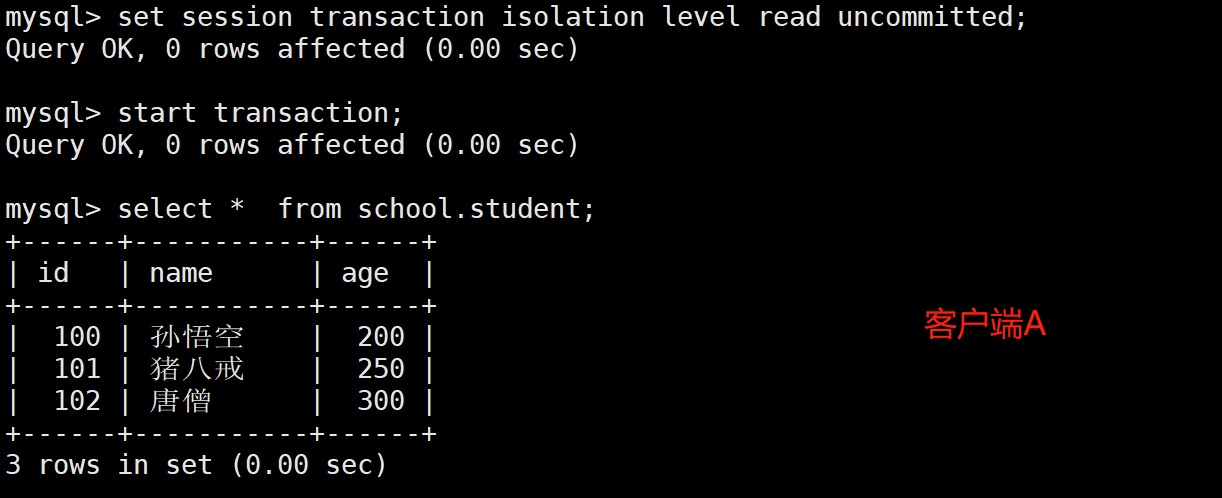 mysql> set session transaction isolation level read uncommitted;
Query OK, 0 rows affected (0.00 sec)
mysql> start transaction;
Query OK, 0 rows affected (0.00 sec)
mysql> select *  from school.student;
+------+-----------+------+
| id   | name      | age  |
+------+-----------+------+
|  100 | 孙悟空    |  200 |
|  101 | 猪八戒    |  250 |
|  102 | 唐僧      |  300 |
+------+-----------+------+
3 rows in set (0.00 sec)
客户端A